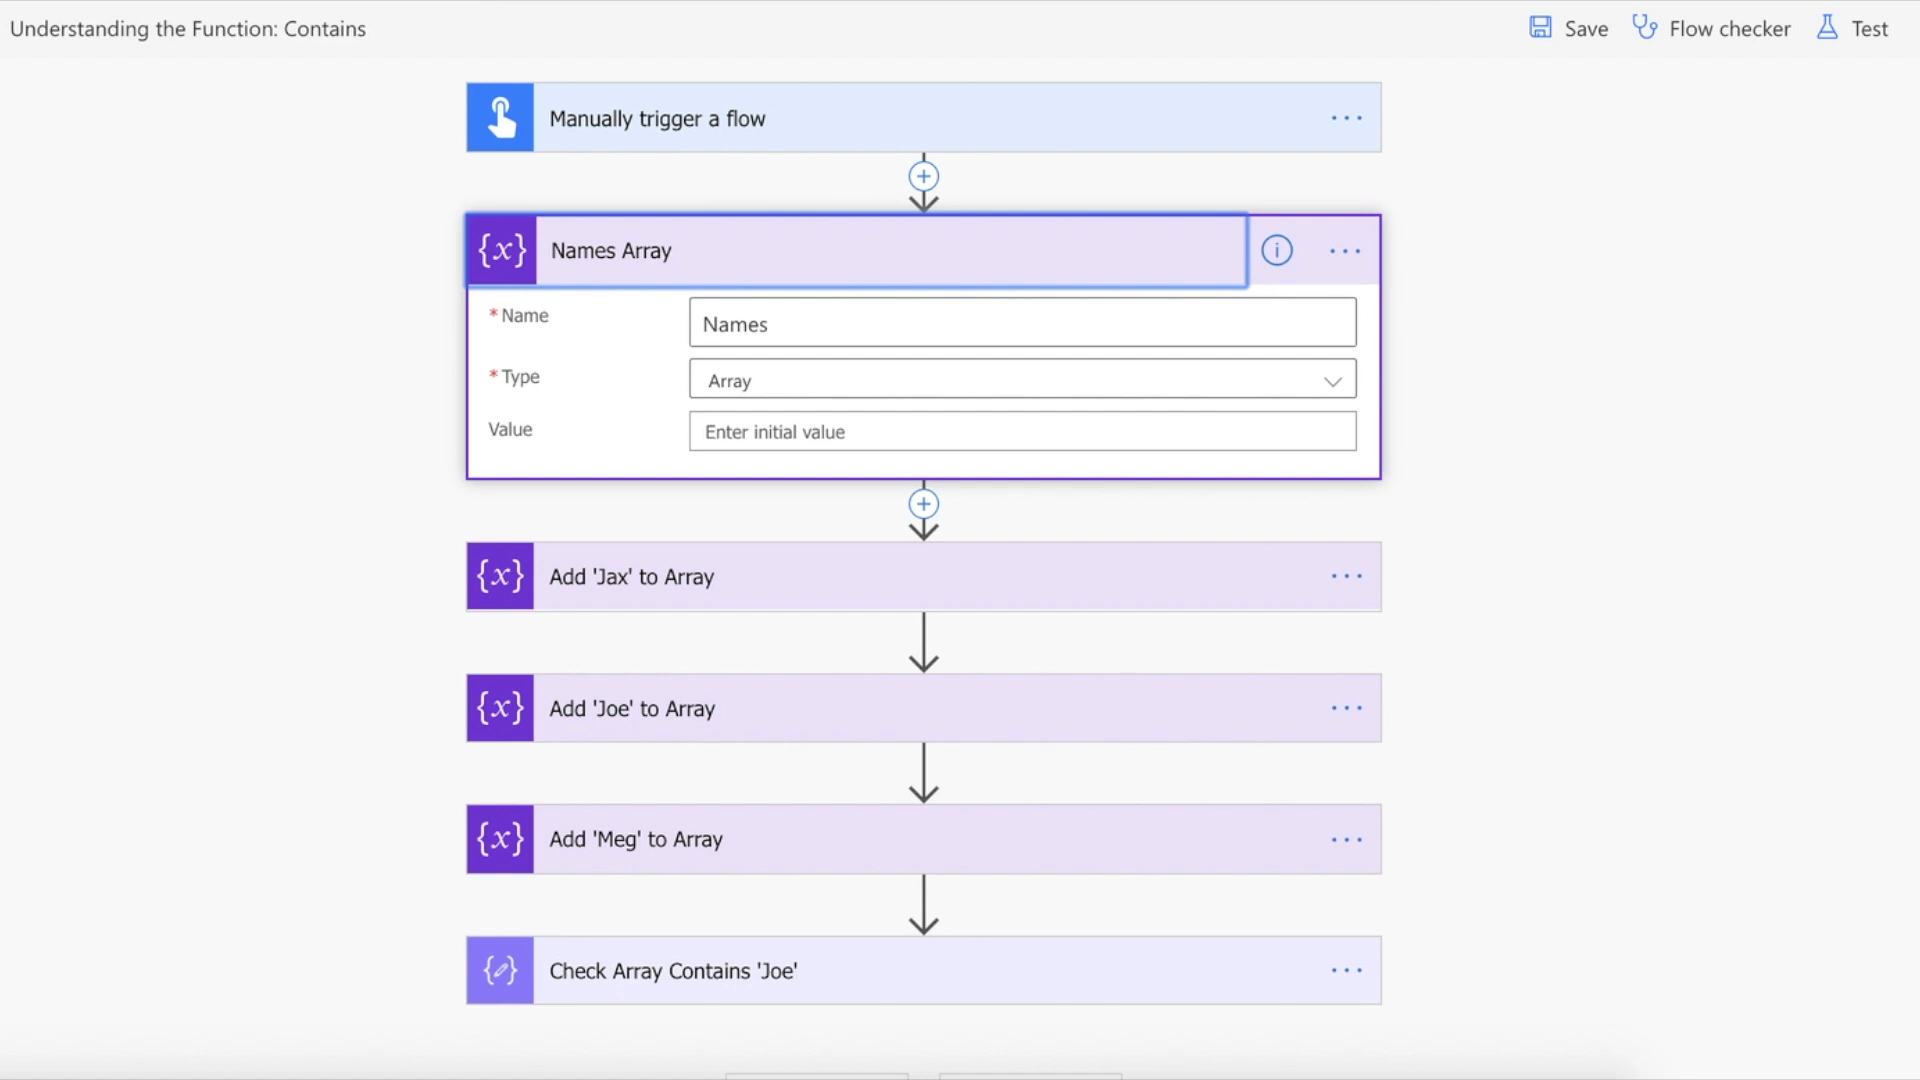 Understanding the Function: Contains
Save
Flow checker
Test
Manually trigger a flow
{x} Names Array
* Name
Names
* Type
Array
Value
Enter initial value
{x} Add 'Jax' to Array
{x} Add 'Joe' to Array
{x} Add 'Meg' to Array
Check Array Contains 'Joe'